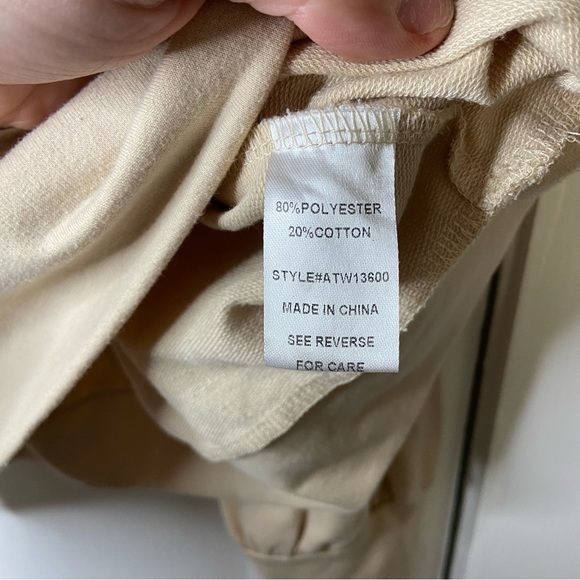 80%POLYESTER
20%COTTON
STYLE#ATW13600
MADE IN CHINA
SEE REVERSE
FOR CARE